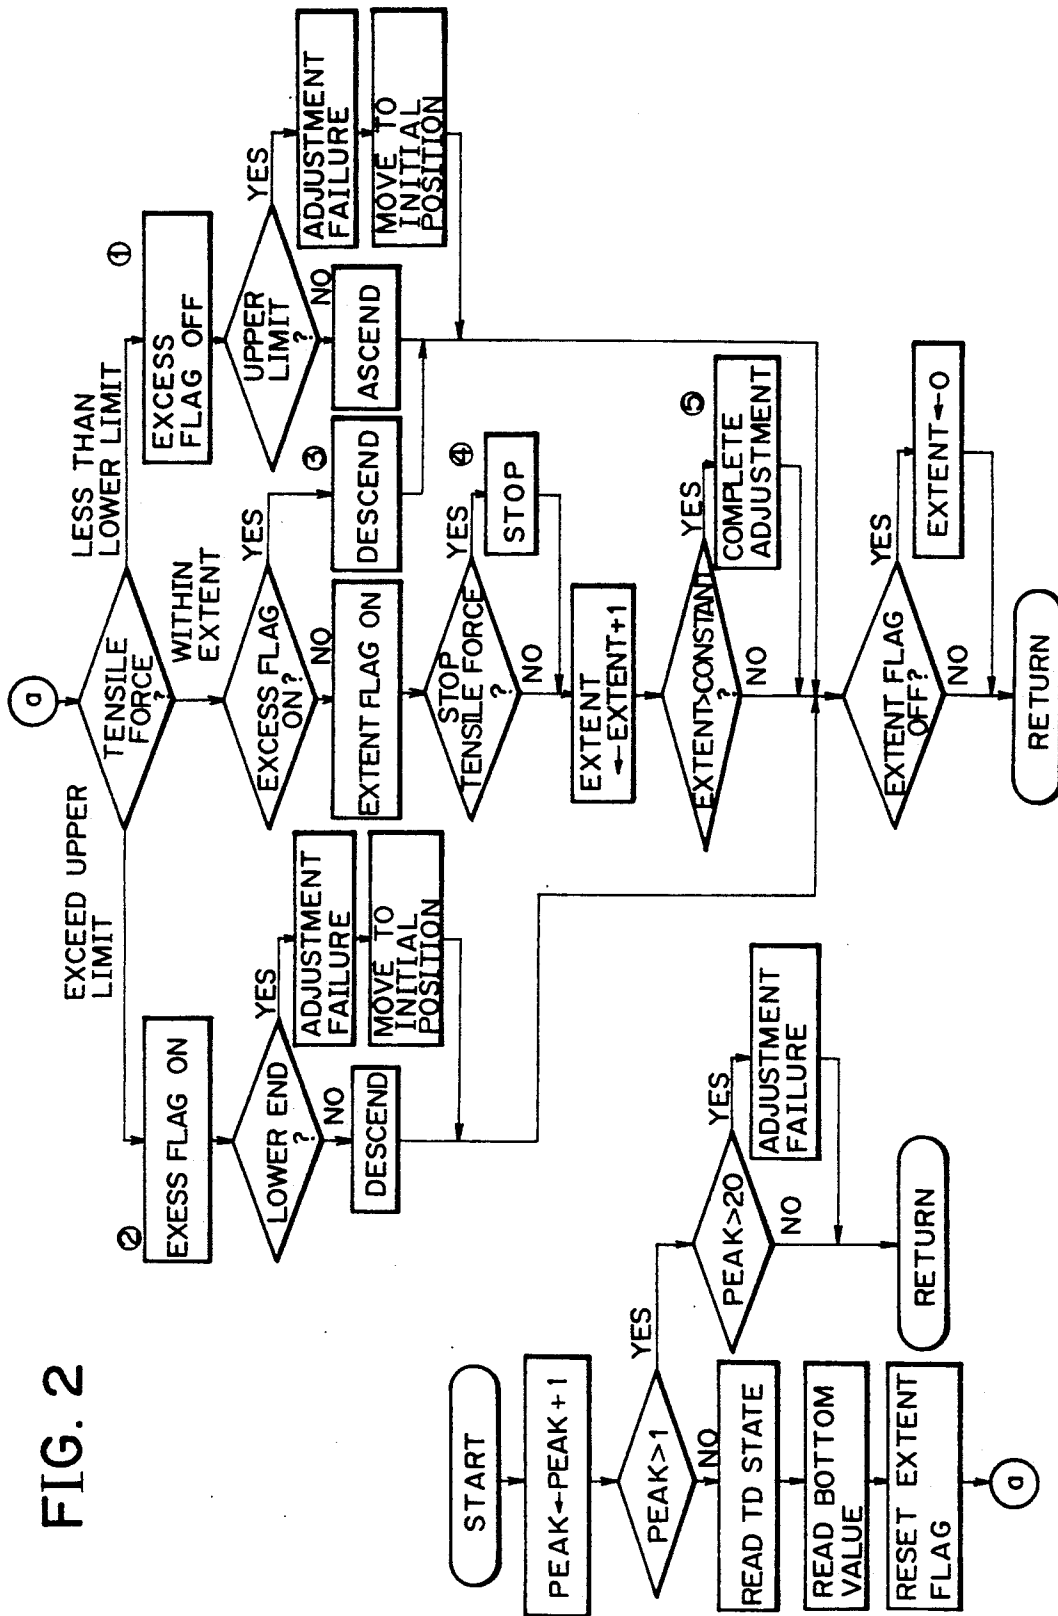 FIG. 2
START
PEAK←PEAK+1
PEAK>1
YES
NO
READ TD STATE
READ BOTTOM
VALUE
RESET EXTENT
FLAG
a
PEAK>20
YES
NO
ADJUSTMENT
FAILURE
RETURN
a
TENSILE
FORCE
?
EXCEED UPPER
LIMIT
WITHIN
EXTENT
LESS THAN
LOWER LIMIT
②
EXESS FLAG ON
LOWER END
?
YES
NO
DESCEND
ADJUSTMENT
FAILURE
MOVE TO
INITIAL
POSITION
EXCESS FLAG
ON?
YES
NO
③
DESCEND
EXTENT FLAG ON
STOP
TENSILE FORCE
?
YES
NO
④
STOP
EXTENT
←EXTENT+1
EXTENT>CONSTANT
?
YES
NO
⑤
COMPLETE
ADJUSTMENT
①
EXCESS
FLAG OFF
UPPER
LIMIT
?
YES
NO
ASCEND
ADJUSTMENT
FAILURE
MOVE TO
INITIAL
POSITION
EXTENT FLAG
OFF?
YES
NO
EXTENT←0
RETURN